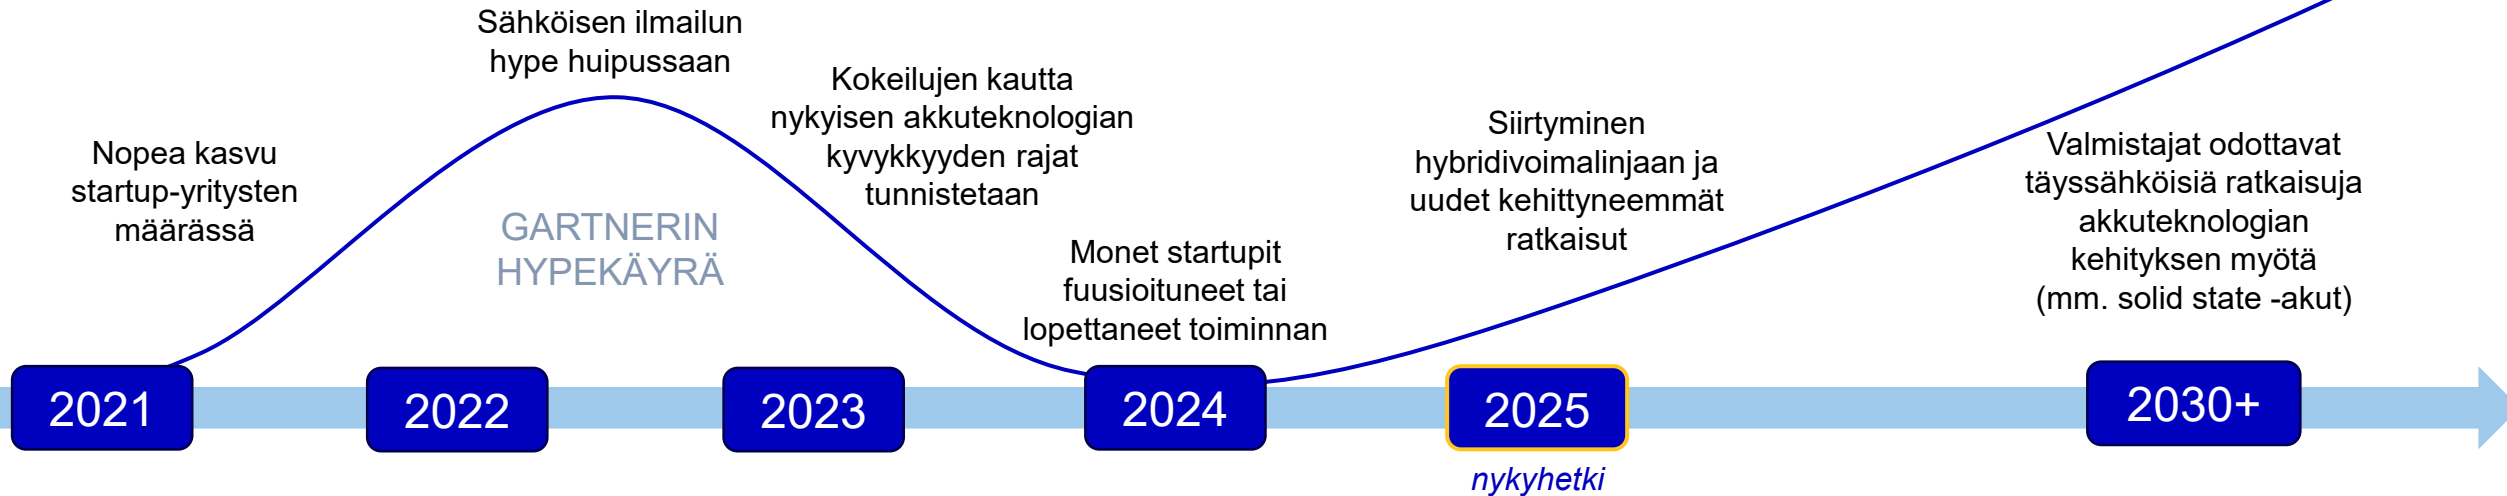 Nopea kasvu
startup-yritysten
määrässä
Sähköisen ilmailun
hype huipussaan
GARTNERIN
HYPEKÄYRÄ
Kokeilujen kautta
nykyisen akkuteknologian
kyvykkyyden rajat
tunnistetaan
Monet startupit
fuusioituneet tai
lopettaneet toiminnan
Siirtyminen
hybridivoimalinjaan ja
uudet kehittyneemmät
ratkaisut
Valmistajat odottavat
täyssähköisiä ratkaisuja
akkuteknologian
kehityksen myötä
(mm. solid state -akut)
2021
2022
2023
2024
2025
2030+
nykyhetki